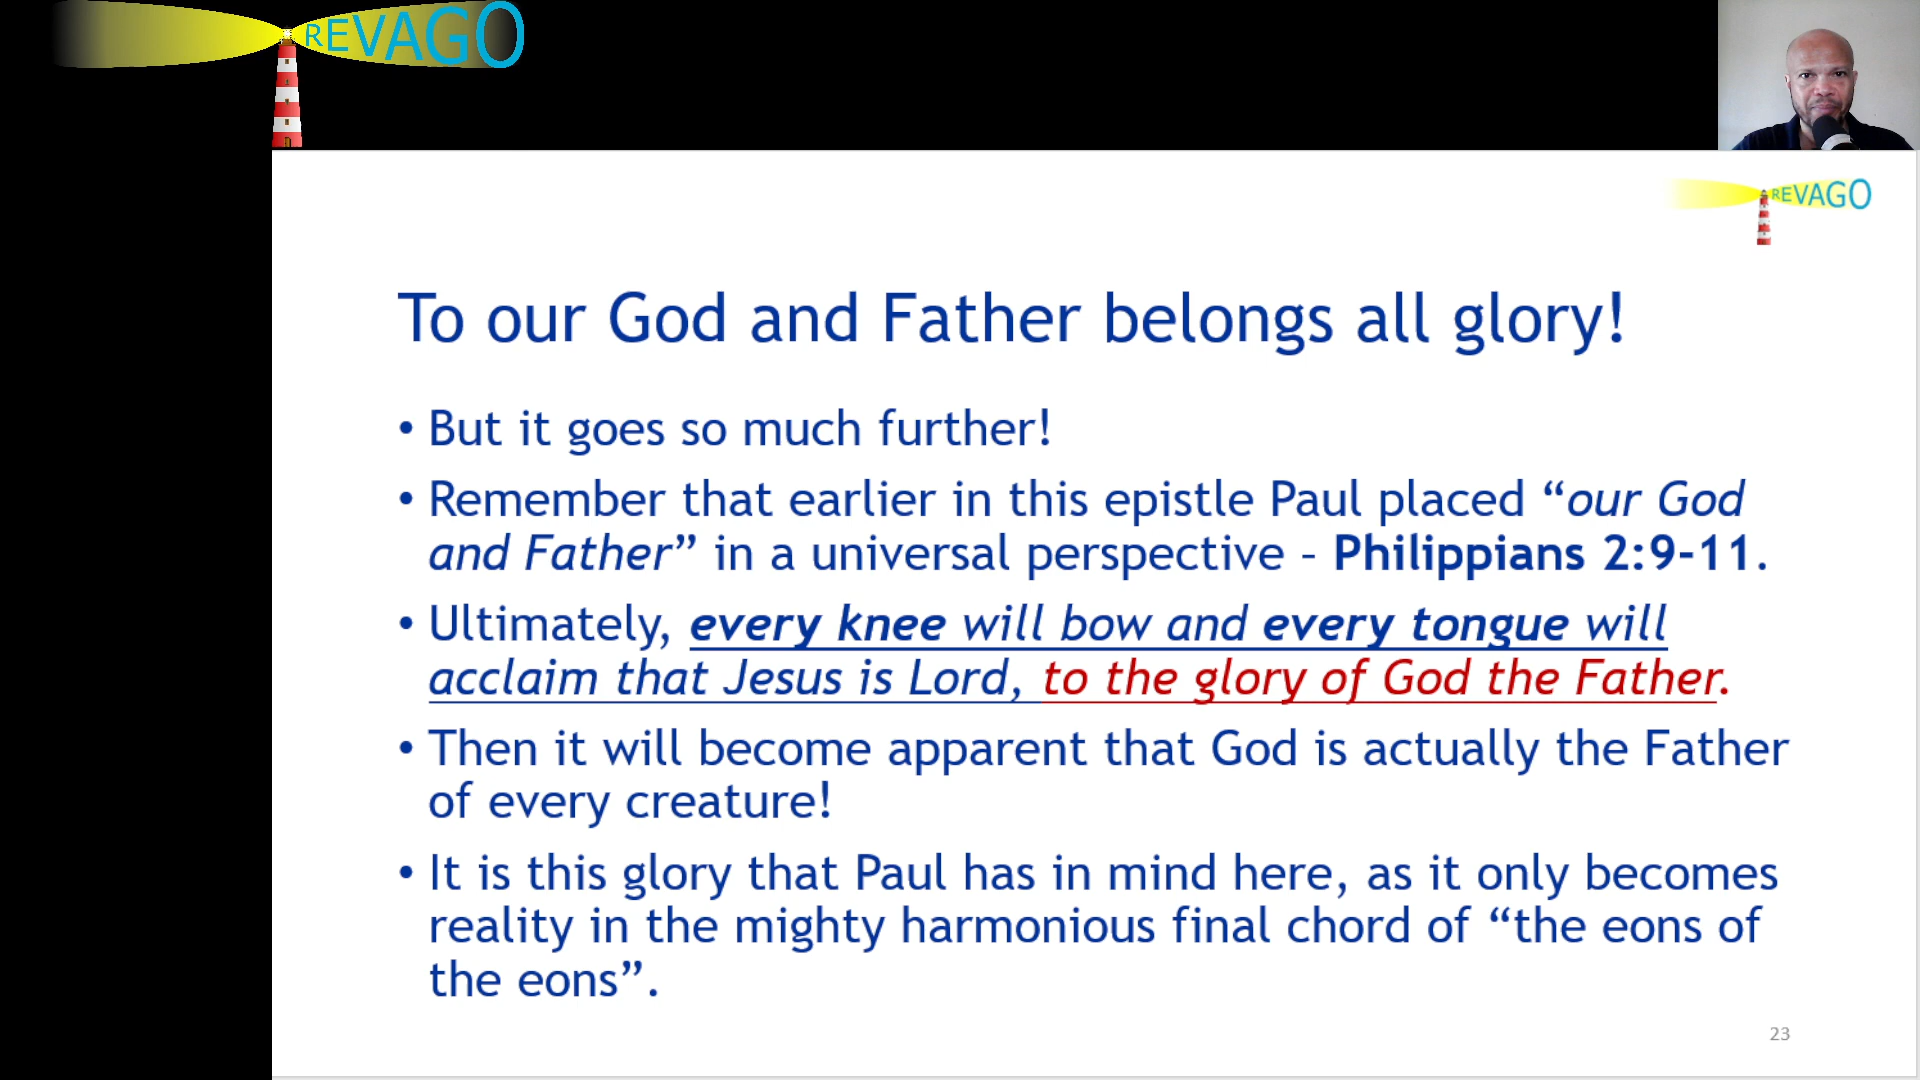 REVAGO
REVAGO
To our God and Father belongs all glory!
• But it goes so much further!
• Remember that earlier in this epistle Paul placed “our God
and Father” in a universal perspective – Philippians 2:9-11.
• Ultimately, every knee will bow and every tongue will
acclaim that Jesus is Lord, to the glory of God the Father.
• Then it will become apparent that God is actually the Father
of every creature!
• It is this glory that Paul has in mind here, as it only becomes
reality in the mighty harmonious final chord of “the eons of
the eons”.
23